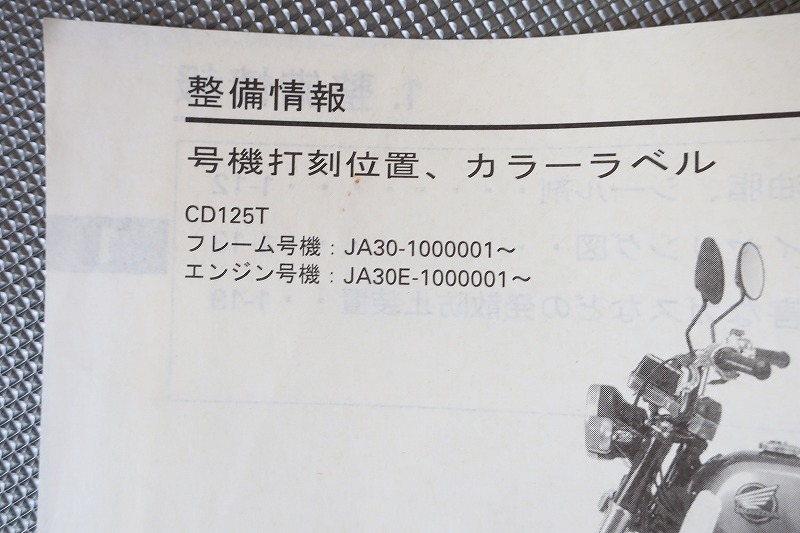 整備情報
号機打刻位置、カラーラベル
CD125T
フレーム号機：JA30-1000001〜
エンジン号機：JA30E-1000001〜